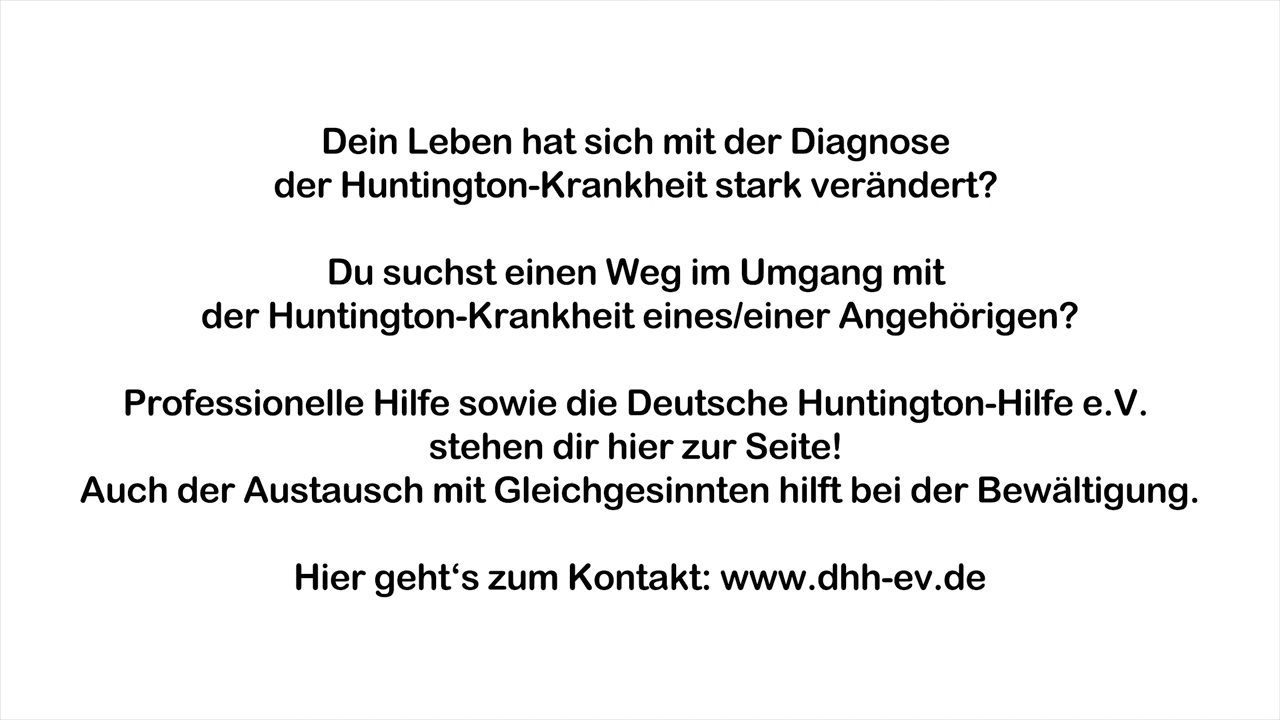 Dein Leben hat sich mit der Diagnose
der Huntington-Krankheit stark verändert?
Du suchst einen Weg im Umgang mit
der Huntington-Krankheit eines/einer Angehörigen?
Professionelle Hilfe sowie die Deutsche Huntington-Hilfe e.V.
stehen dir hier zur Seite!
Auch der Austausch mit Gleichgesinnten hilft bei der Bewältigung.
Hier geht‘s zum Kontakt: www.dhh-ev.de